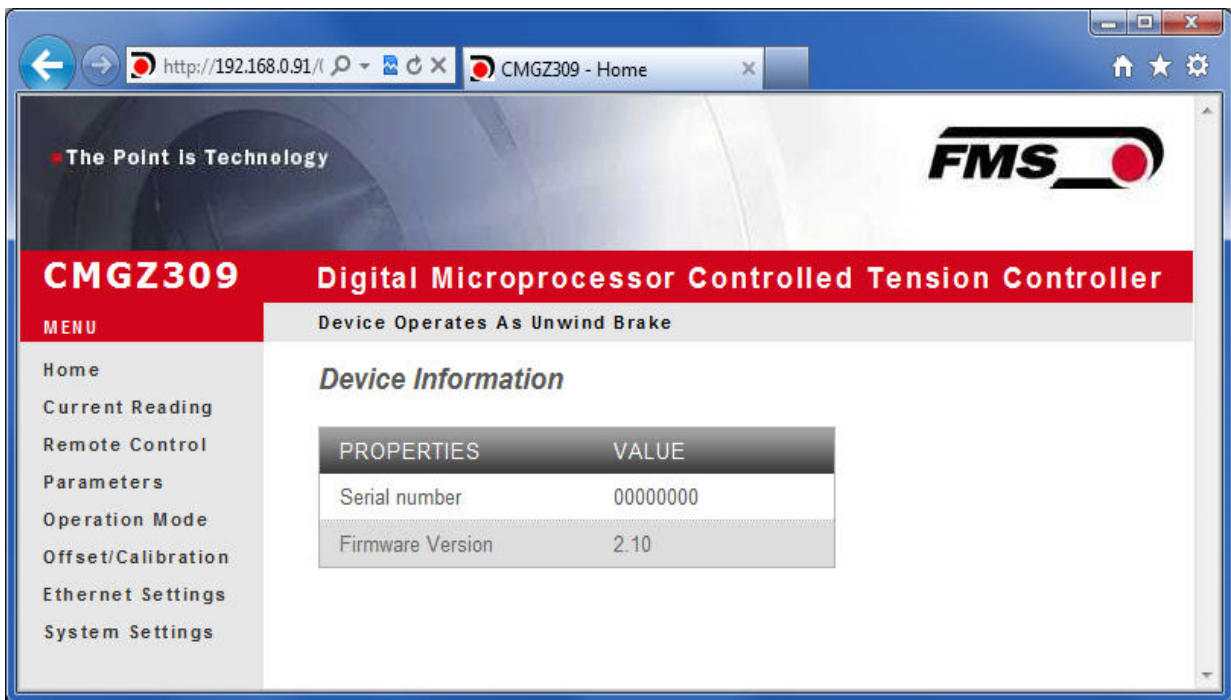 http://192.168.0.91/(
CMGZ309 - Home
The Point is Technology
FMS
CMGZ309
Digital Microprocessor Controlled Tension Controller
MENU
Device Operates As Unwind Brake
Home
Current Reading
Remote Control
Parameters
Operation Mode
Offset/Calibration
Ethernet Settings
System Settings
Device Information
PROPERTIES VALUE
Serial number 00000000
Firmware Version 2.10